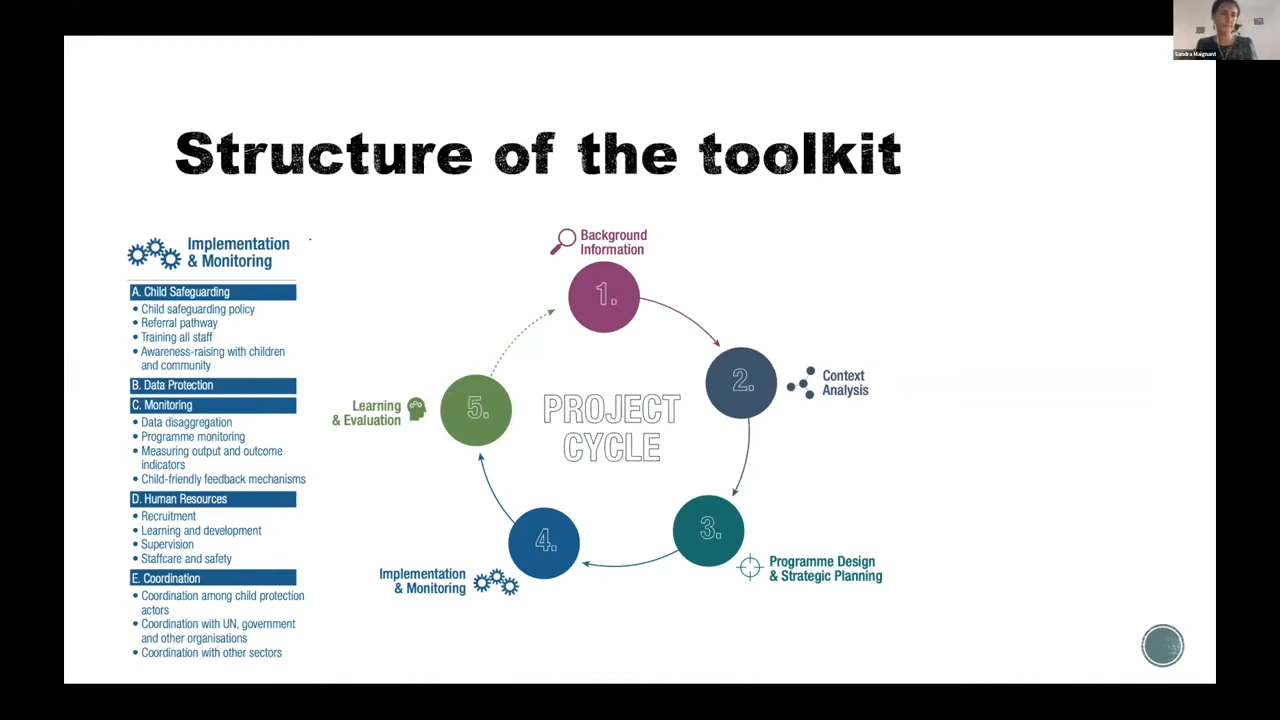 Sandra Maignant
Structure of the toolkit
Implementation
& Monitoring
A. Child Safeguarding
• Child safeguarding policy
• Referral pathway
• Training all staff
• Awareness-raising with children
and community
B. Data Protection
C. Monitoring
• Data disaggregation
• Programme monitoring
• Measuring output and outcome
indicators
• Child-friendly feedback mechanisms
D. Human Resources
• Recruitment
• Learning and development
• Supervision
• Staffcare and safety
E. Coordination
• Coordination among child protection
actors
• Coordination with UN, government
and other organisations
• Coordination with other sectors
Background
Information
1.
2.
Context
Analysis
PROJECT
CYCLE
3.
Programme Design
& Strategic Planning
4.
Implementation
& Monitoring
5.
Learning
& Evaluation